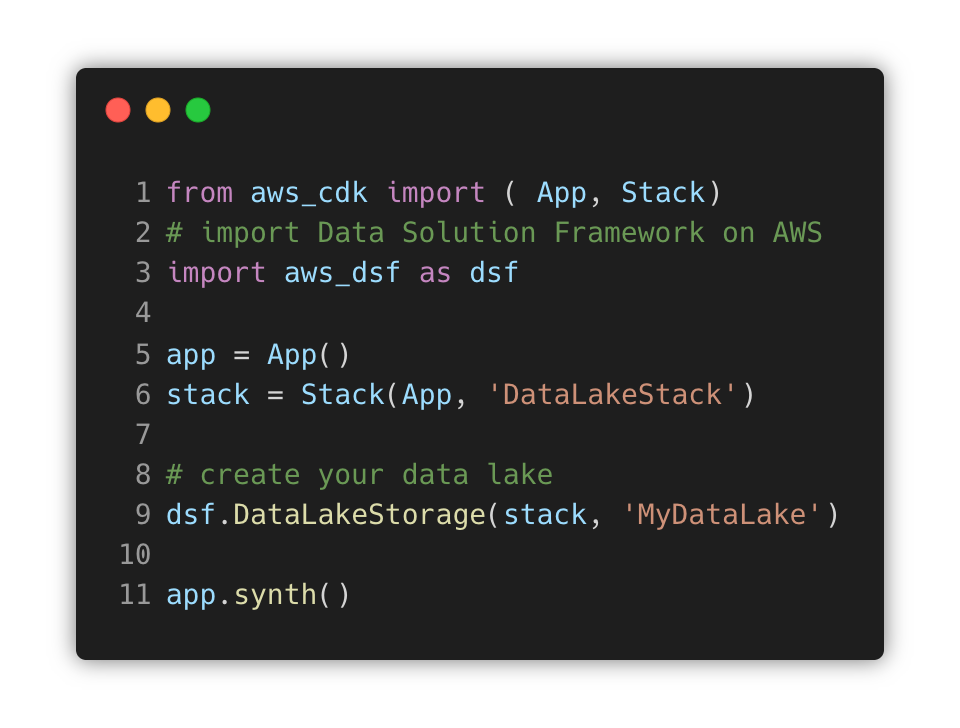 1 from aws_cdk import ( App, Stack)
2 # import Data Solution Framework on AWS
3 import aws_dsf as dsf
4
5 app = App()
6 stack = Stack(App, 'DataLakeStack')
7
8 # create your data lake
9 dsf.DataLakeStorage(stack, 'MyDataLake')
10
11 app.synth()